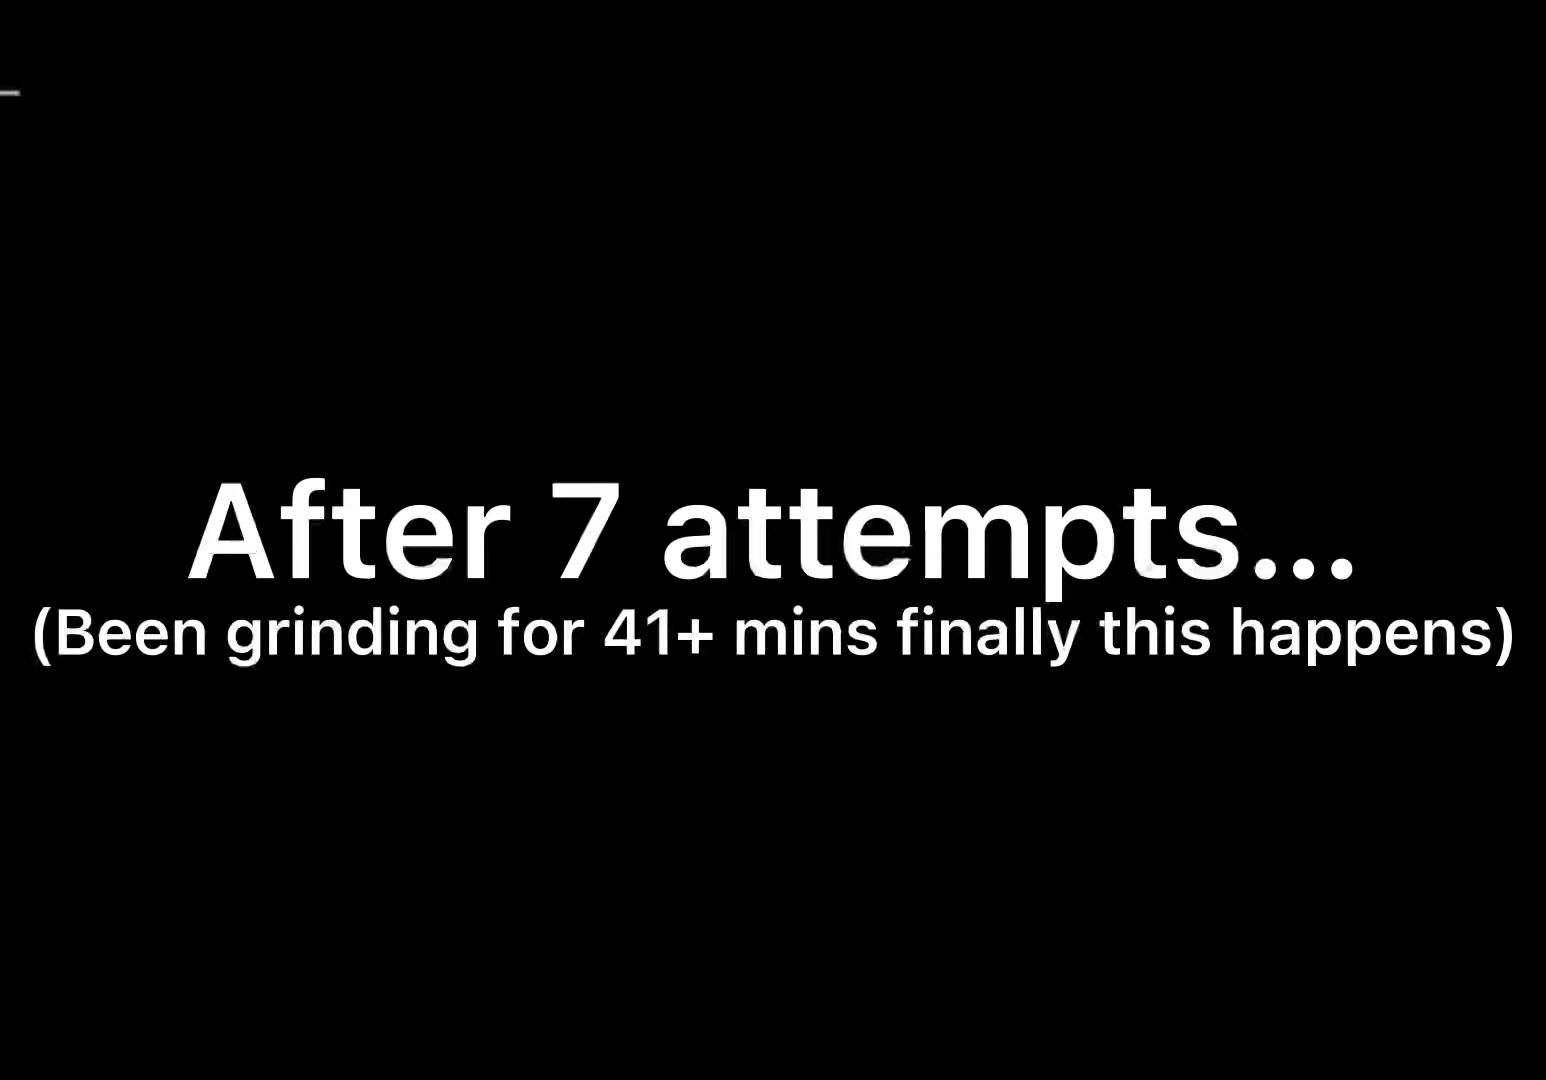 After 7 attempts...
(Been grinding for 41+ mins finally this happens)